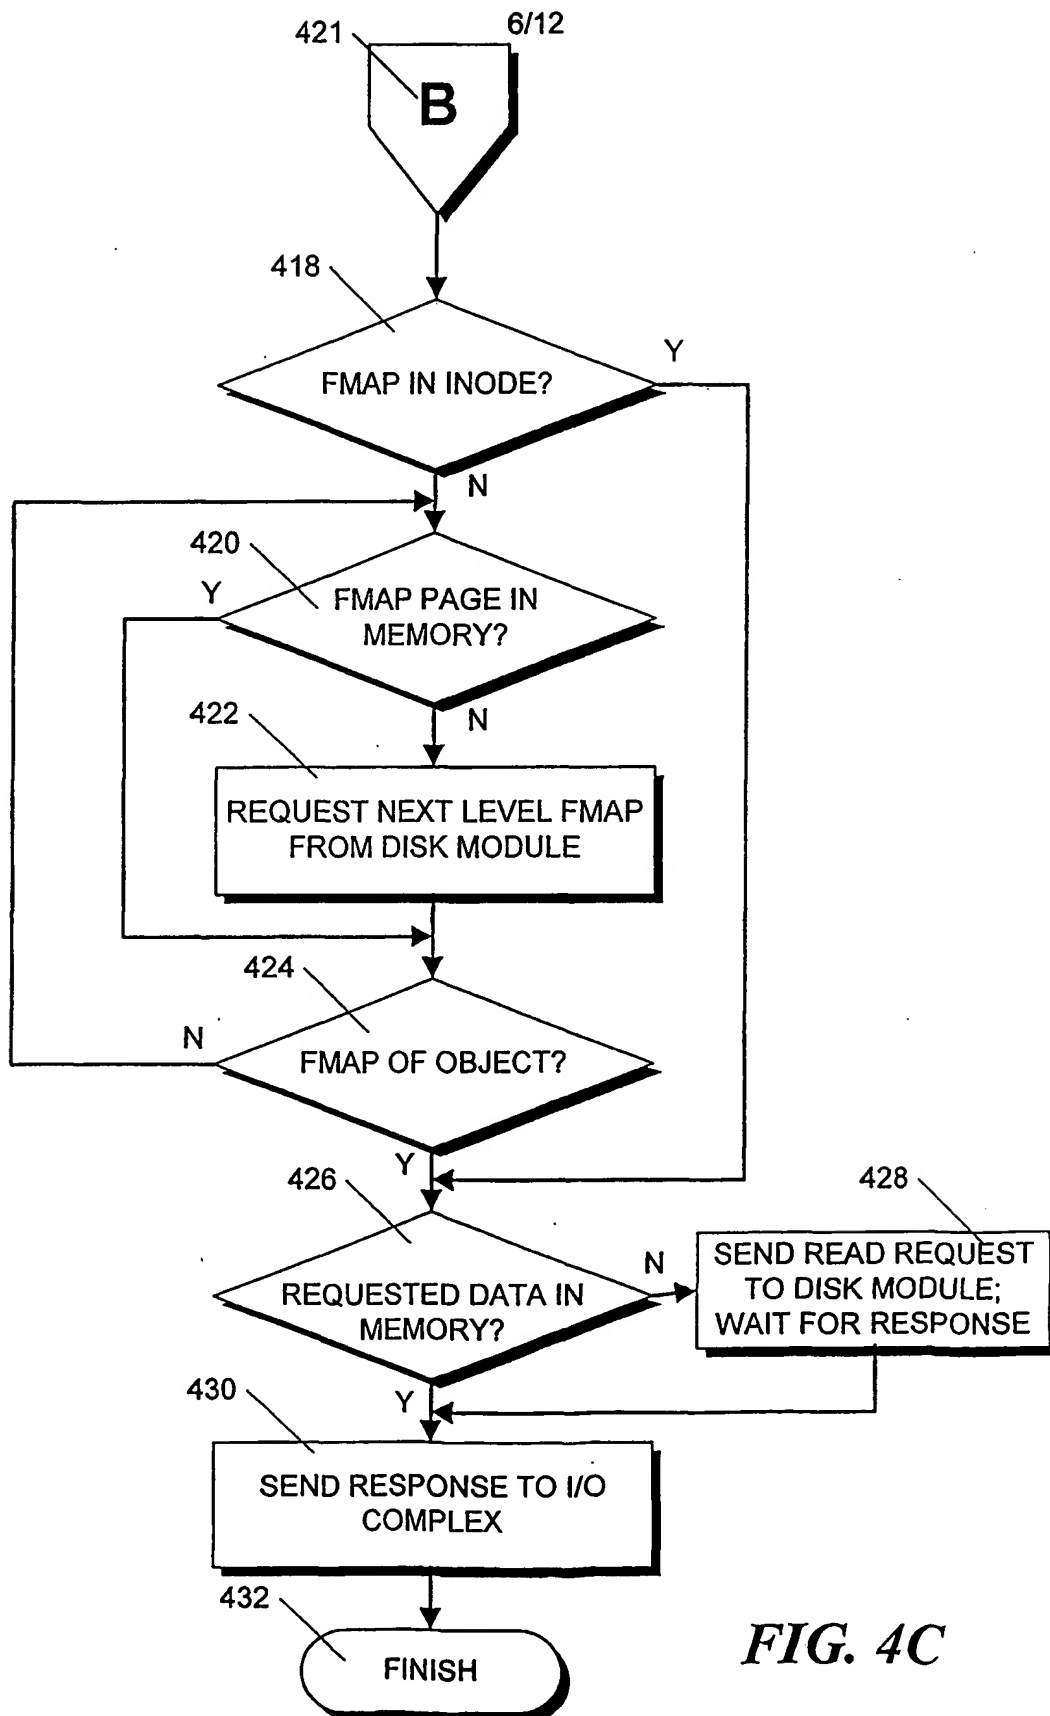 6/12
421
B
418
FMAP IN INODE?
Y
N
420
Y
FMAP PAGE IN
MEMORY?
N
422
REQUEST NEXT LEVEL FMAP
FROM DISK MODULE
424
N
FMAP OF OBJECT?
Y
426
428
REQUESTED DATA IN
MEMORY?
N
SEND READ REQUEST
TO DISK MODULE;
WAIT FOR RESPONSE
Y
430
SEND RESPONSE TO I/O
COMPLEX
432
FINISH
FIG. 4C